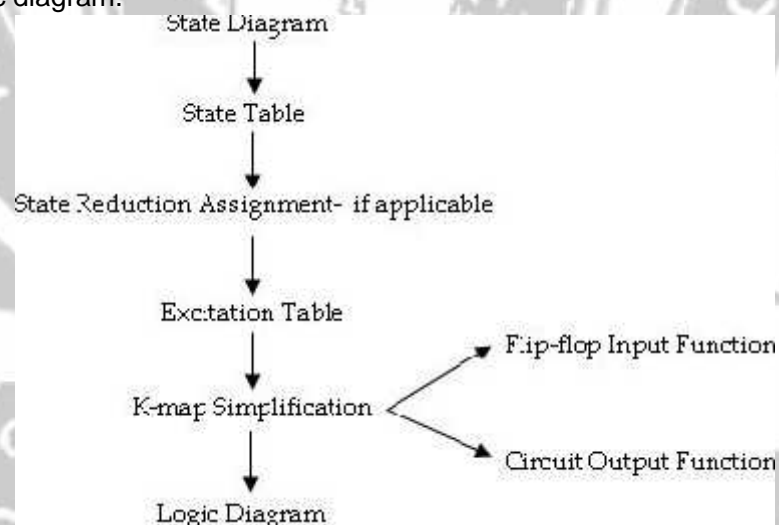 diagram.
State Diagram
State Table
State Reduction Assignment- if applicable
Excitation Table
Flip-flop Input Function
K-map Simplification
Circuit Output Function
Logic Diagram